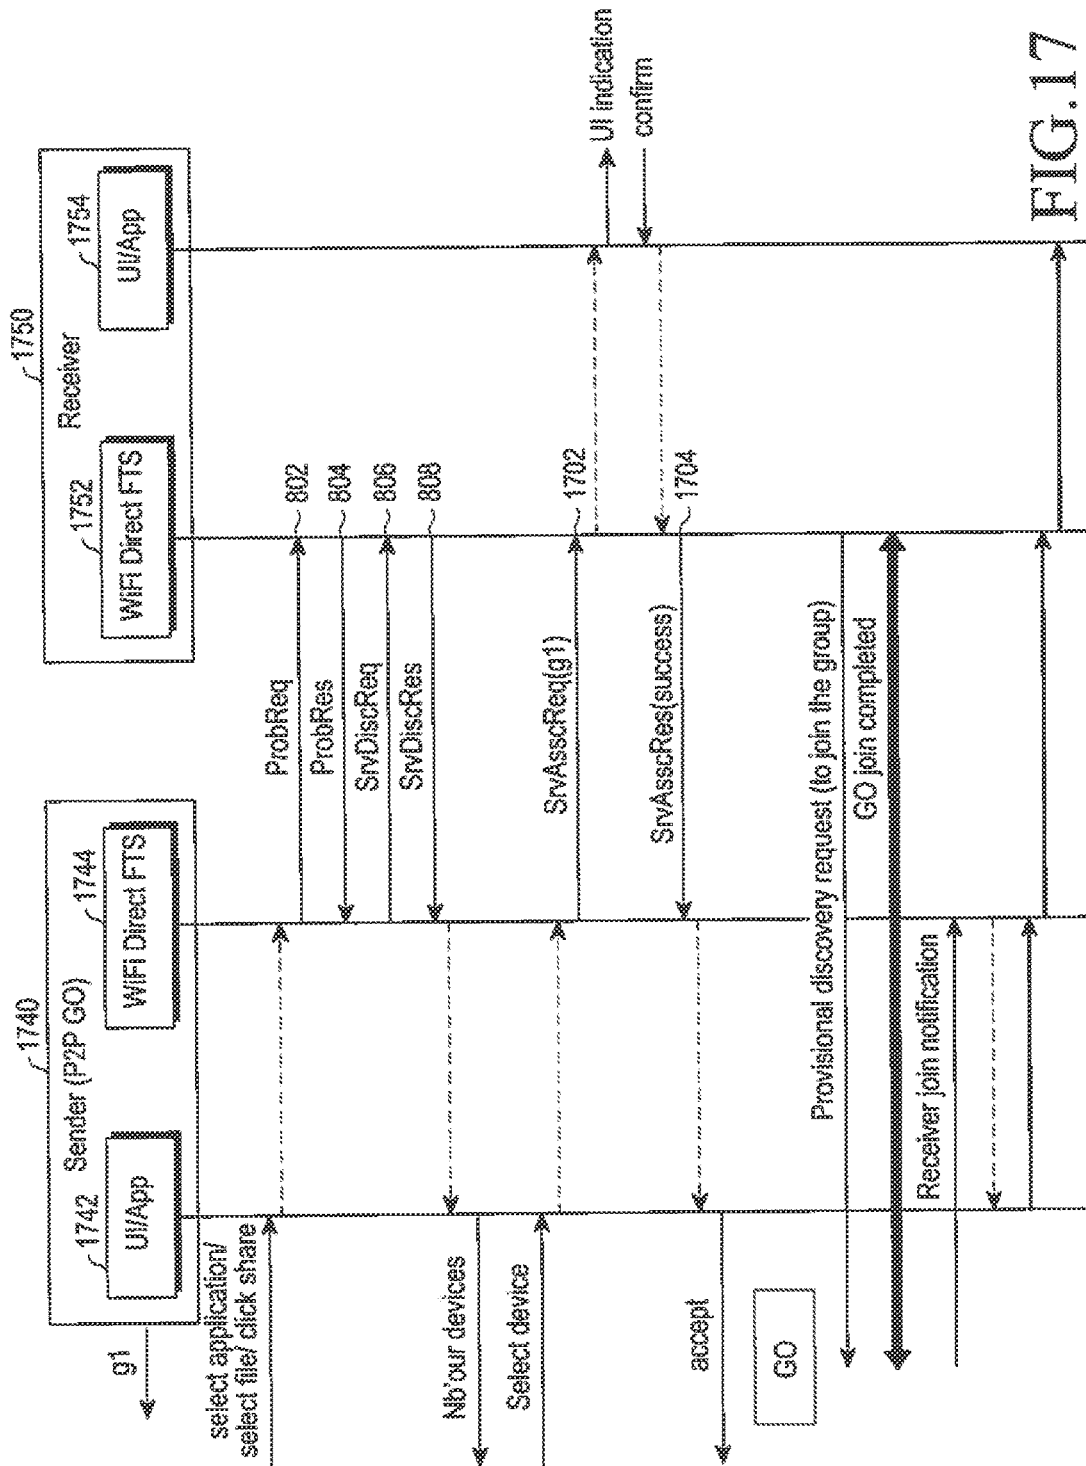 1740
1750
Sender (P2P GO)
Receiver
1742
1744
1752
1754
UI/App
WiFi Direct FTS
WiFi Direct FTS
UI/App
g1
select application/
select file/ click share
ProbReq
802
ProbRes
804
SrvDiscReq
806
SrvDiscRes
808
Nb'our devices
Select device
SrvAsscReq(g1)
1702
UI indication
confirm
SrvAsscRes(success)
1704
accept
GO
Provisional discovery request (to join the group)
GO join completed
Receiver join notification
FIG.17